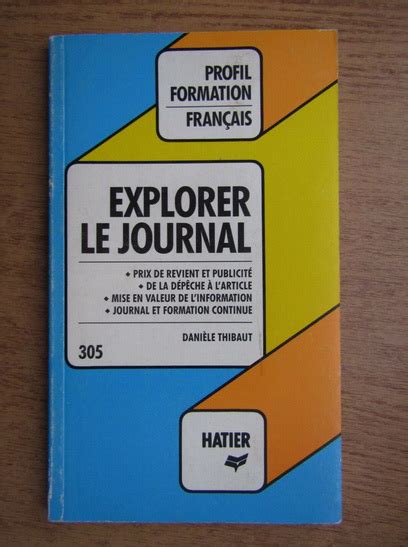 PROFIL
FORMATION
FRANÇAIS
EXPLORER
LE JOURNAL
◆ PRIX DE REVIENT ET PUBLICITÉ
◆ DE LA DÉPÊCHE À L'ARTICLE
◆ MISE EN VALEUR DE L'INFORMATION
◆ JOURNAL ET FORMATION CONTINUE
DANIÈLE THIBAUT
305
HATIER